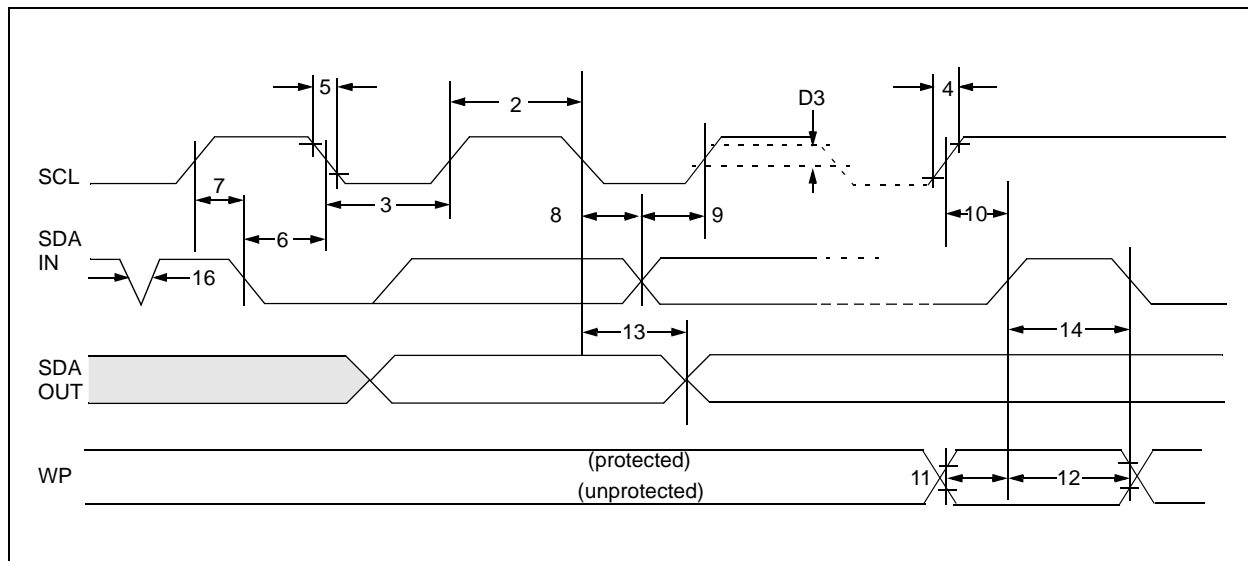 5
2
D3
4
SCL
7
3
8
9
10
SDA
IN
6
16
13
14
SDA
OUT
WP
(protected)
(unprotected)
11
12